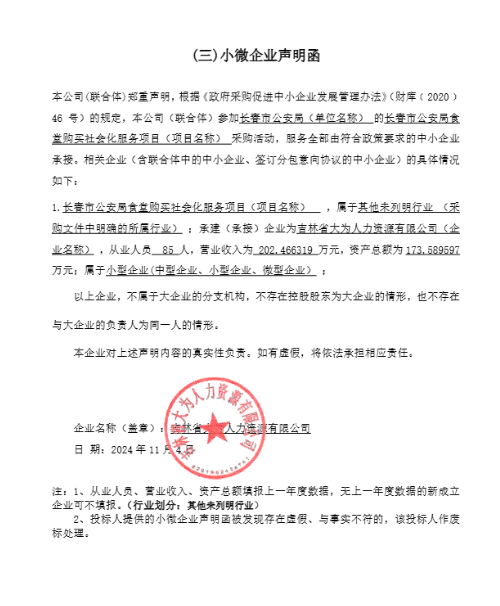 (三)小微企业声明函
本公司(联合体)郑重声明，根据《政府采购促进中小企业发展管理办法》（财库﹝2020﹞
46 号）的规定，本公司（联合体）参加长春市公安局（单位名称） 的长春市公安局食
堂购买社会化服务项目（项目名称） 采购活动，服务全部由符合政策要求的中小企业
承接。相关企业（含联合体中的中小企业、签订分包意向协议的中小企业）的具体情况
如下：
1.长春市公安局食堂购买社会化服务项目（项目名称） ，属于其他未列明行业 （采
购文件中明确的所属行业）；承建（承接）企业为吉林省大为人力资源有限公司（企
业名称） ，从业人员 85 人，营业收入为 202.466319 万元，资产总额为173.589597
万元；属于小型企业(中型企业、小型企业、微型企业） ；
以上企业，不属于大企业的分支机构，不存在控股股东为大企业的情形，也不存在
与大企业的负责人为同一人的情形。
本企业对上述声明内容的真实性负责。如有虚假，将依法承担相应责任。
吉林省大为人力资源有限公司
企业名称（盖章）：吉林省大为人力资源有限公司
日 期：2024 年 11 月 4 日
注：1、从业人员、营业收入、资产总额填报上一年度数据，无上一年度数据的新成立
企业可不填报。（行业划分：其他未列明行业）
2、投标人提供的小微企业声明函被发现存在虚假、与事实不符的，该投标人作废
标处理。